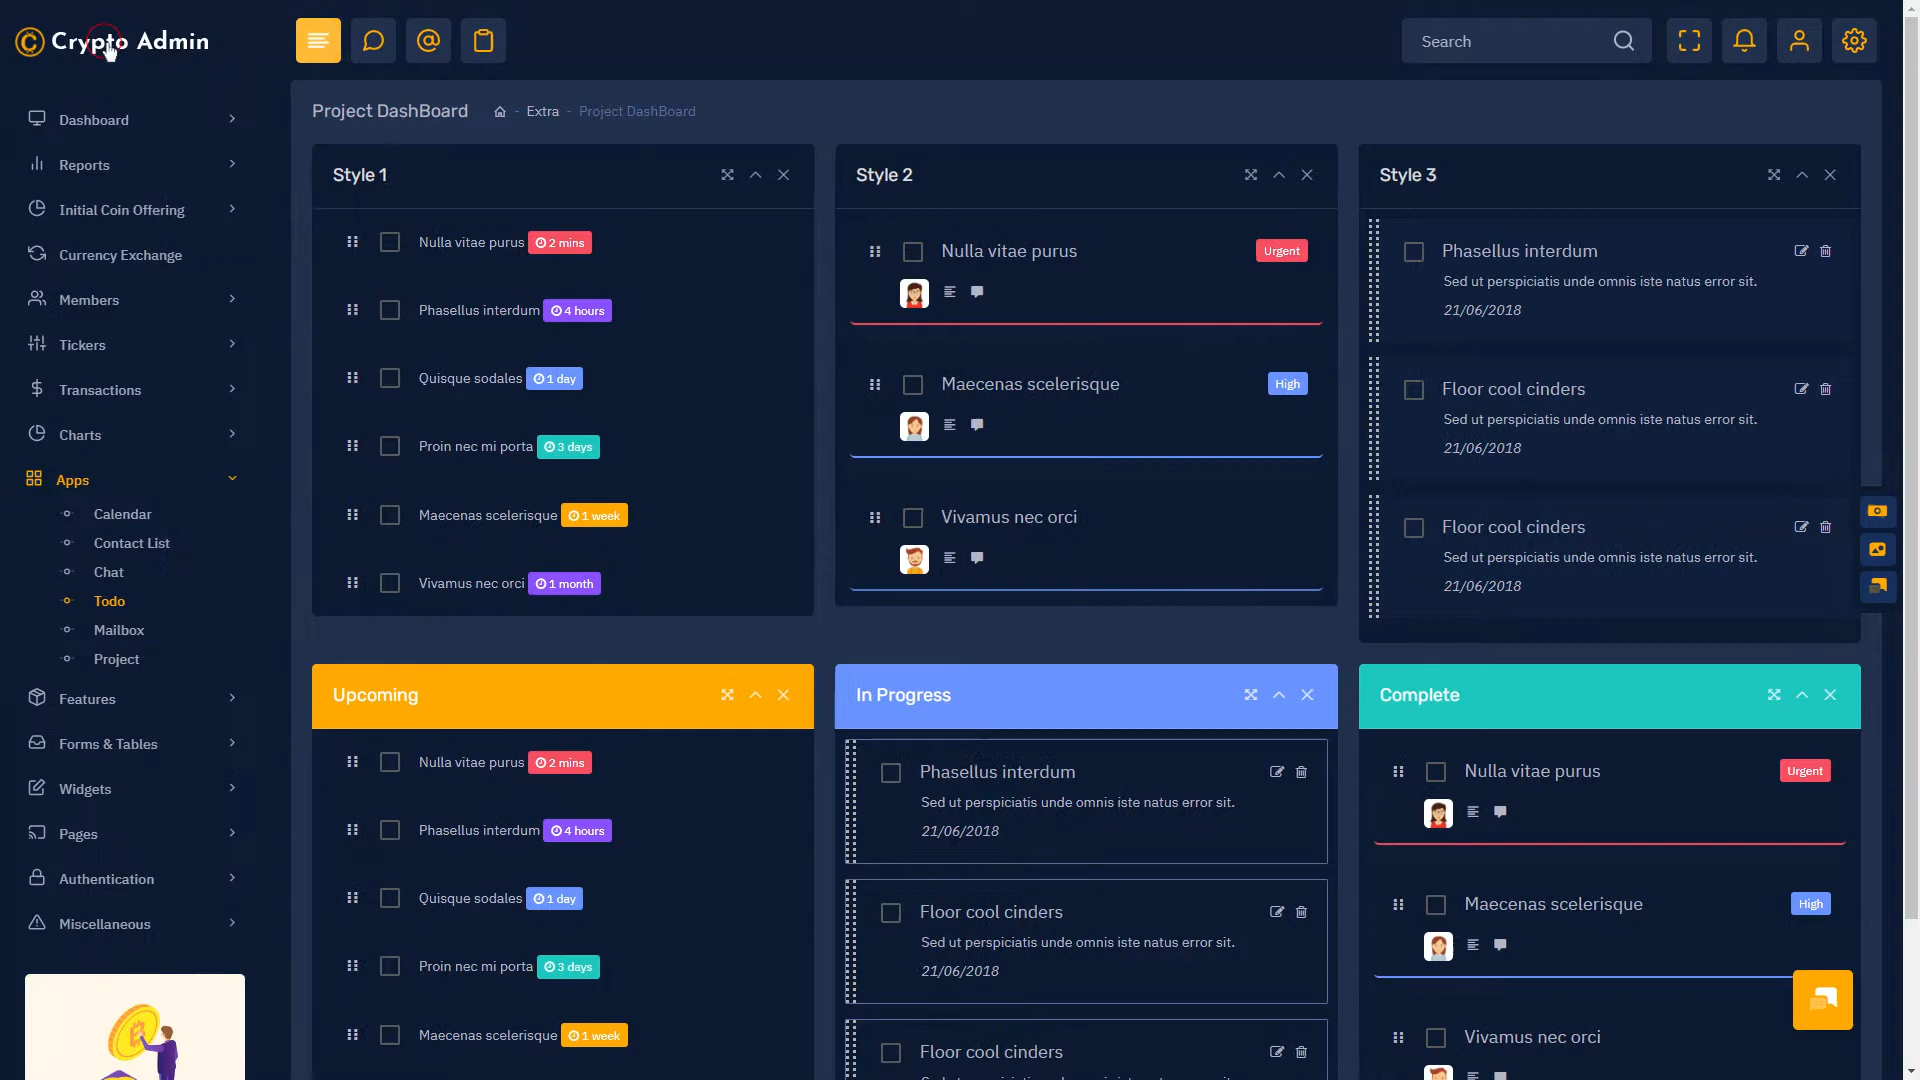 Crypto Admin
Search
Dashboard
Reports
Initial Coin Offering
Currency Exchange
Members
Tickers
Transactions
Charts
Apps
Calendar
Contact List
Chat
Todo
Mailbox
Project
Features
Forms & Tables
Widgets
Pages
Authentication
Miscellaneous
Project DashBoard
- Extra - Project DashBoard
Style 1
Nulla vitae purus 2 mins
Phasellus interdum 4 hours
Quisque sodales 1 day
Proin nec mi porta 3 days
Maecenas scelerisque 1 week
Vivamus nec orci 1 month
Style 2
Nulla vitae purus Urgent
Maecenas scelerisque High
Vivamus nec orci
Style 3
Phasellus interdum
Sed ut perspiciatis unde omnis iste natus error sit.
21/06/2018
Floor cool cinders
Sed ut perspiciatis unde omnis iste natus error sit.
21/06/2018
Floor cool cinders
Sed ut perspiciatis unde omnis iste natus error sit.
21/06/2018
Upcoming
Nulla vitae purus 2 mins
Phasellus interdum 4 hours
Quisque sodales 1 day
Proin nec mi porta 3 days
Maecenas scelerisque 1 week
In Progress
Phasellus interdum
Sed ut perspiciatis unde omnis iste natus error sit.
21/06/2018
Floor cool cinders
Sed ut perspiciatis unde omnis iste natus error sit.
21/06/2018
Floor cool cinders
Complete
Nulla vitae purus Urgent
Maecenas scelerisque High
Vivamus nec orci